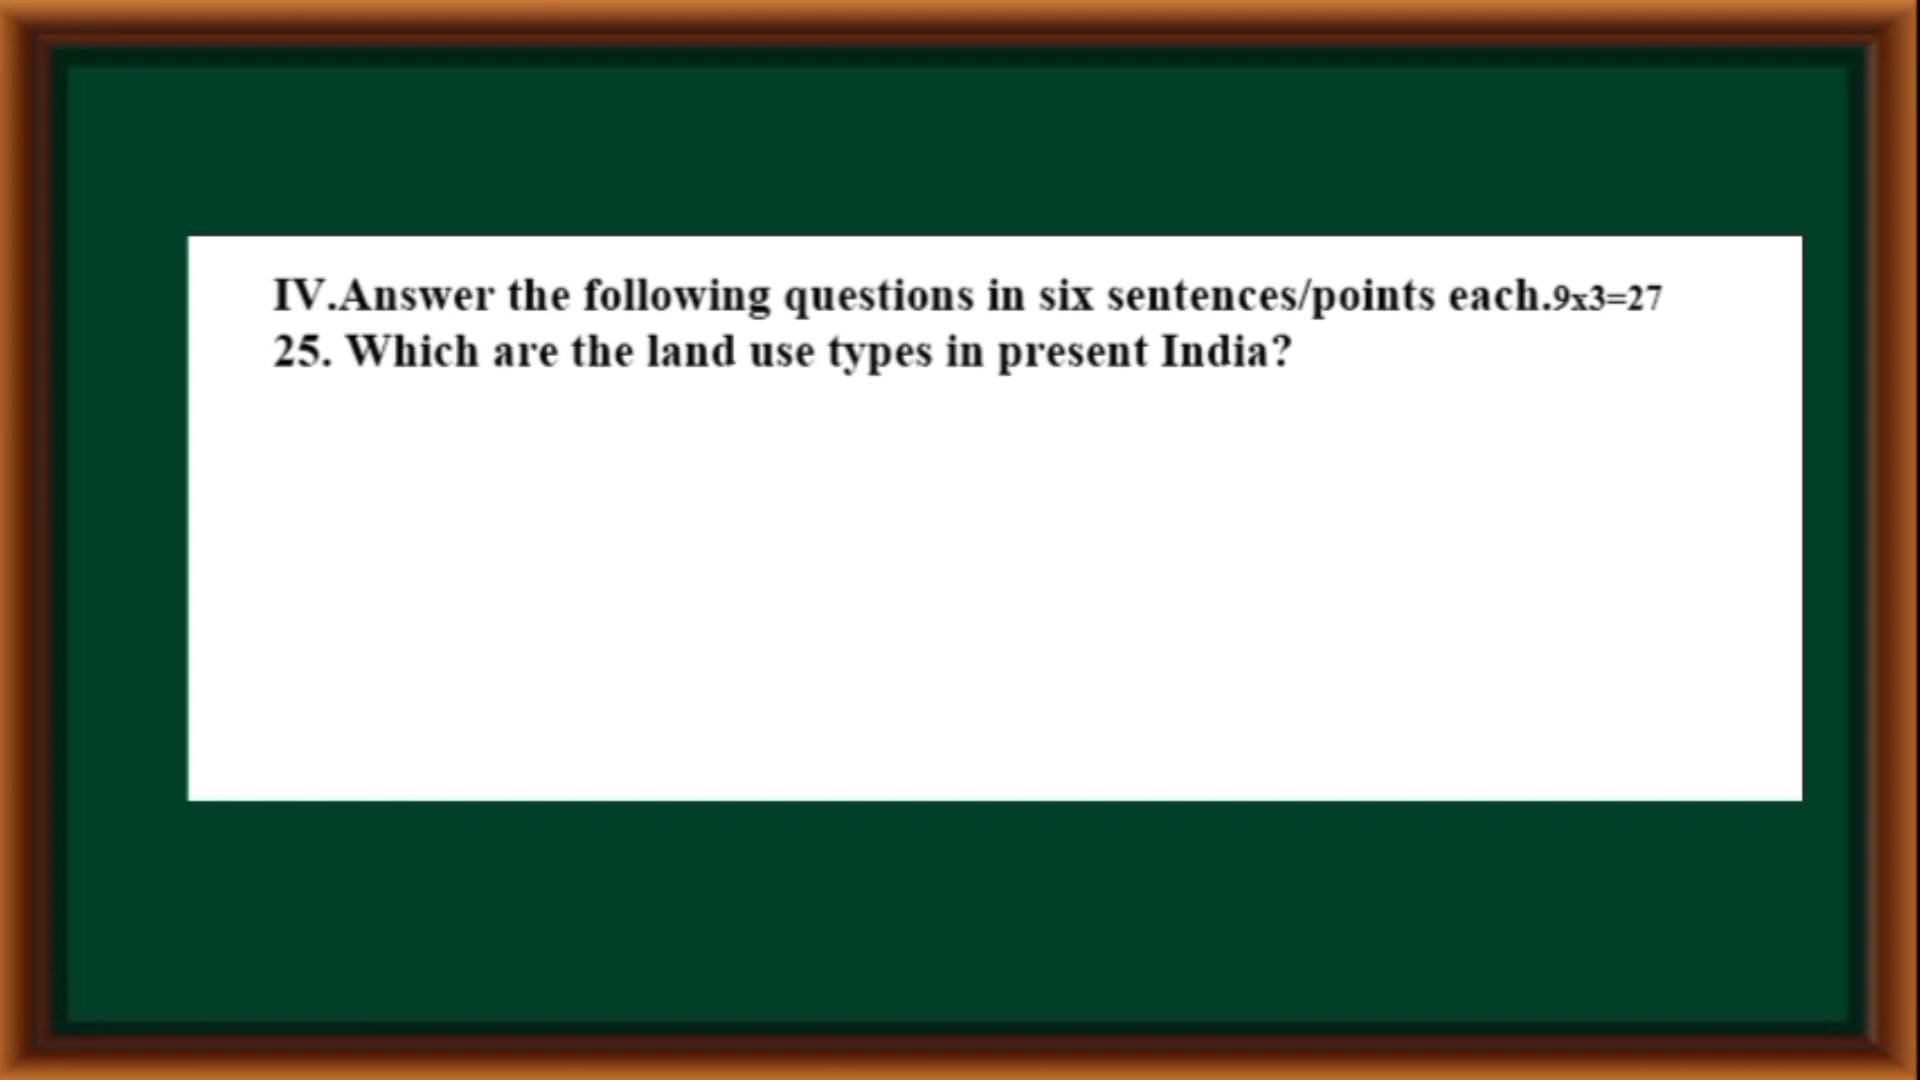 IV.Answer the following questions in six sentences/points each.9x3=27
25. Which are the land use types in present India?